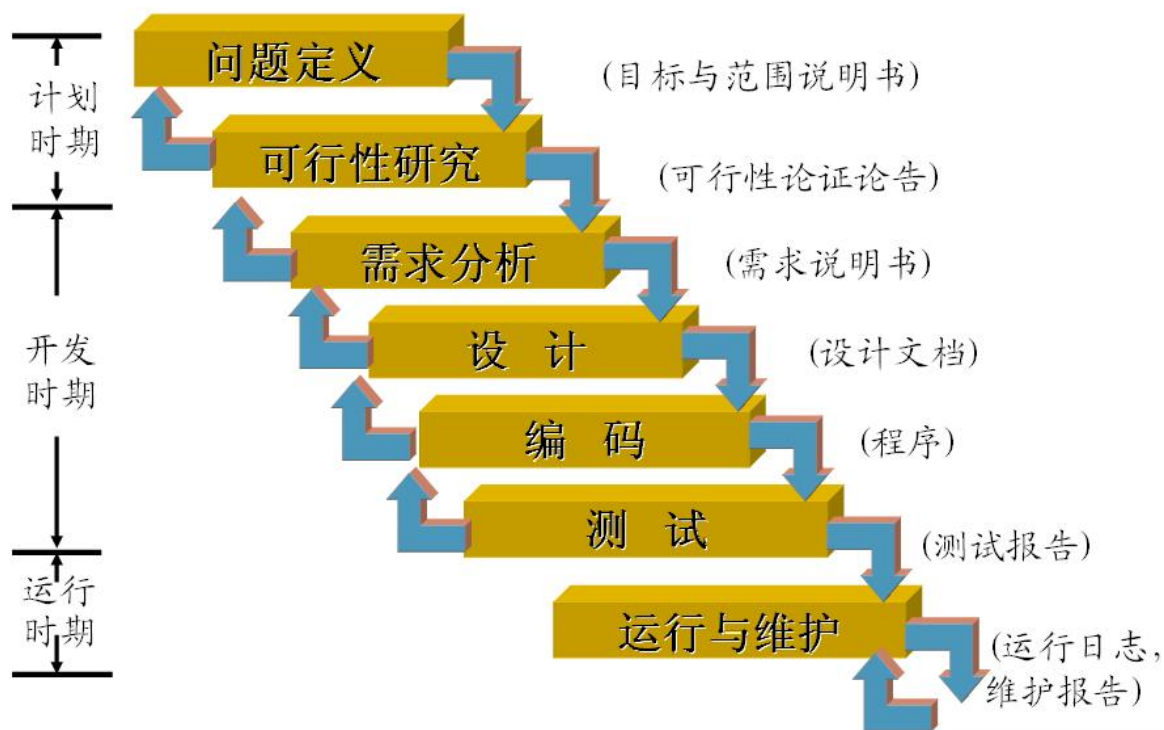 问题定义
(目标与范围说明书)
计划
时期
可行性研究
(可行性论证论告)
需求分析
(需求说明书)
开发
时期
设 计
(设计文档)
编 码
(程序)
测 试
(测试报告)
运行
时期
运行与维护
(运行日志,
维护报告)